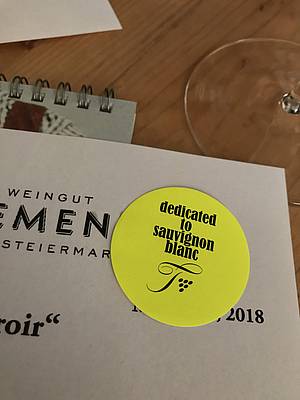 WEINGUT
EMEN
STEIERMAR
dedicated
to
sauvignon
blanc
2018
roir“